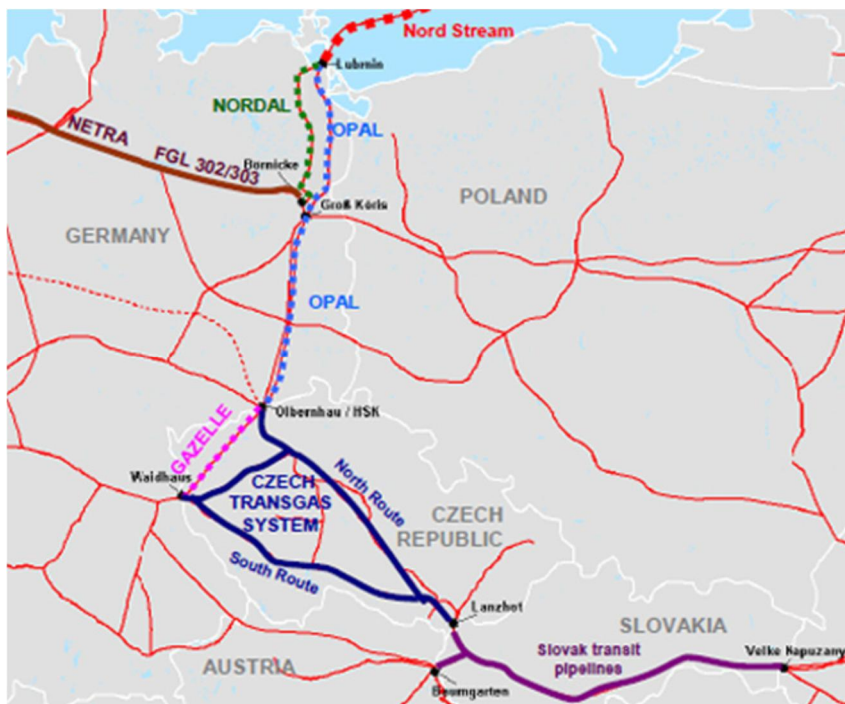 Nord Stream
Lubmin
NORDAL
OPAL
NETRA
FGL 302/303
Bornicke
Groß Köris
POLAND
GERMANY
OPAL
Olbernhau / HSK
GAZELLE
Waidhaus
CZECH
TRANSGAS
SYSTEM
North Route
CZECH
REPUBLIC
South Route
Lanzhot
SLOVAKIA
Slovak transit
pipelines
Velke Kapuzany
AUSTRIA
Baumgarten